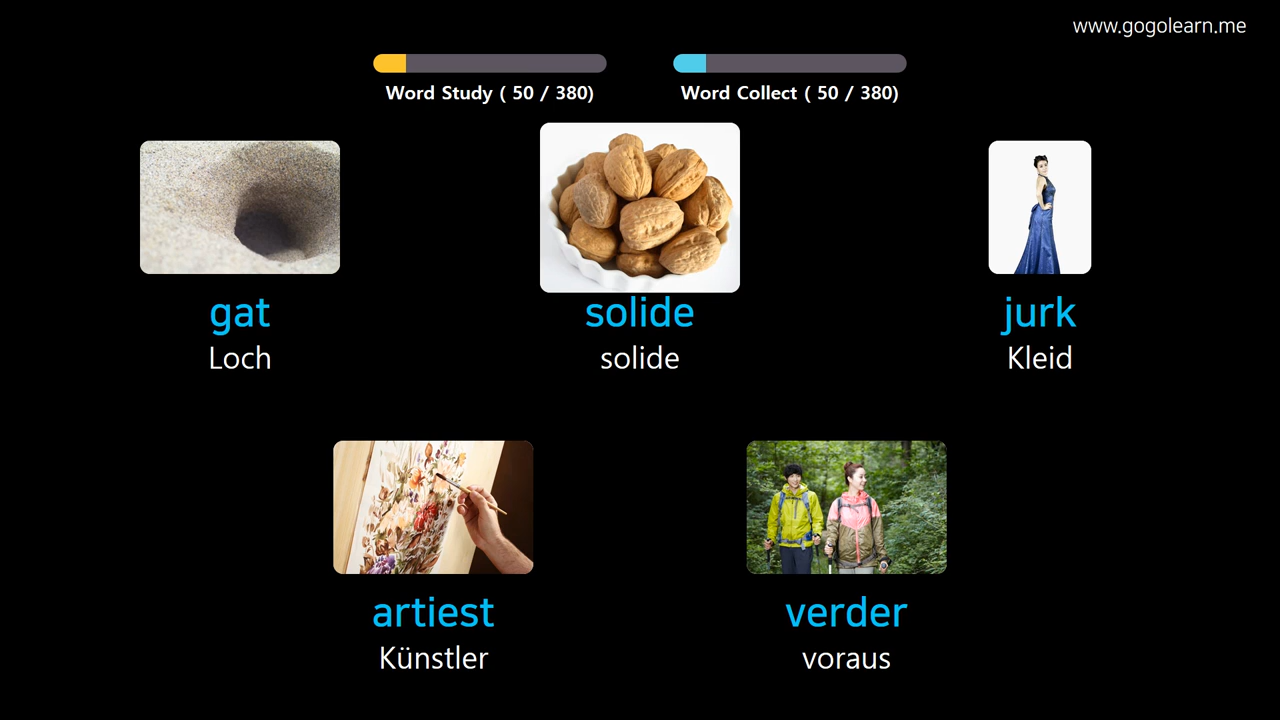 www.gogolearn.me
Word Study ( 50 / 380)
Word Collect ( 50 / 380)
gat
Loch
solide
solide
jurk
Kleid
artiest
Künstler
verder
voraus